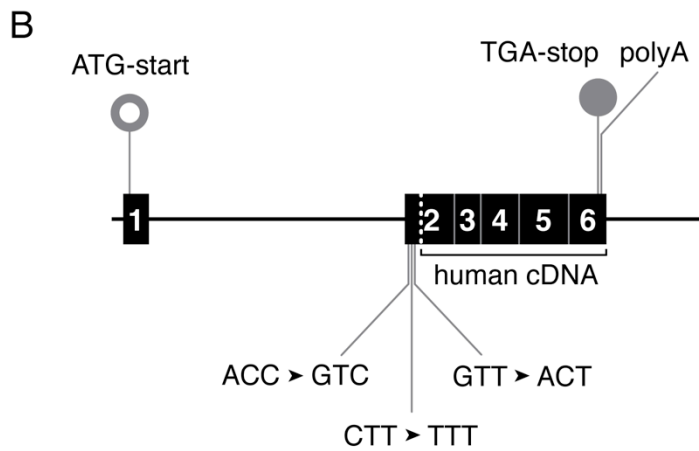 B
ATG-start
TGA-stop polyA
1 2 3 4 5 6
human cDNA
ACC ➤ GTC
GTT ➤ ACT
CTT ➤ TTT